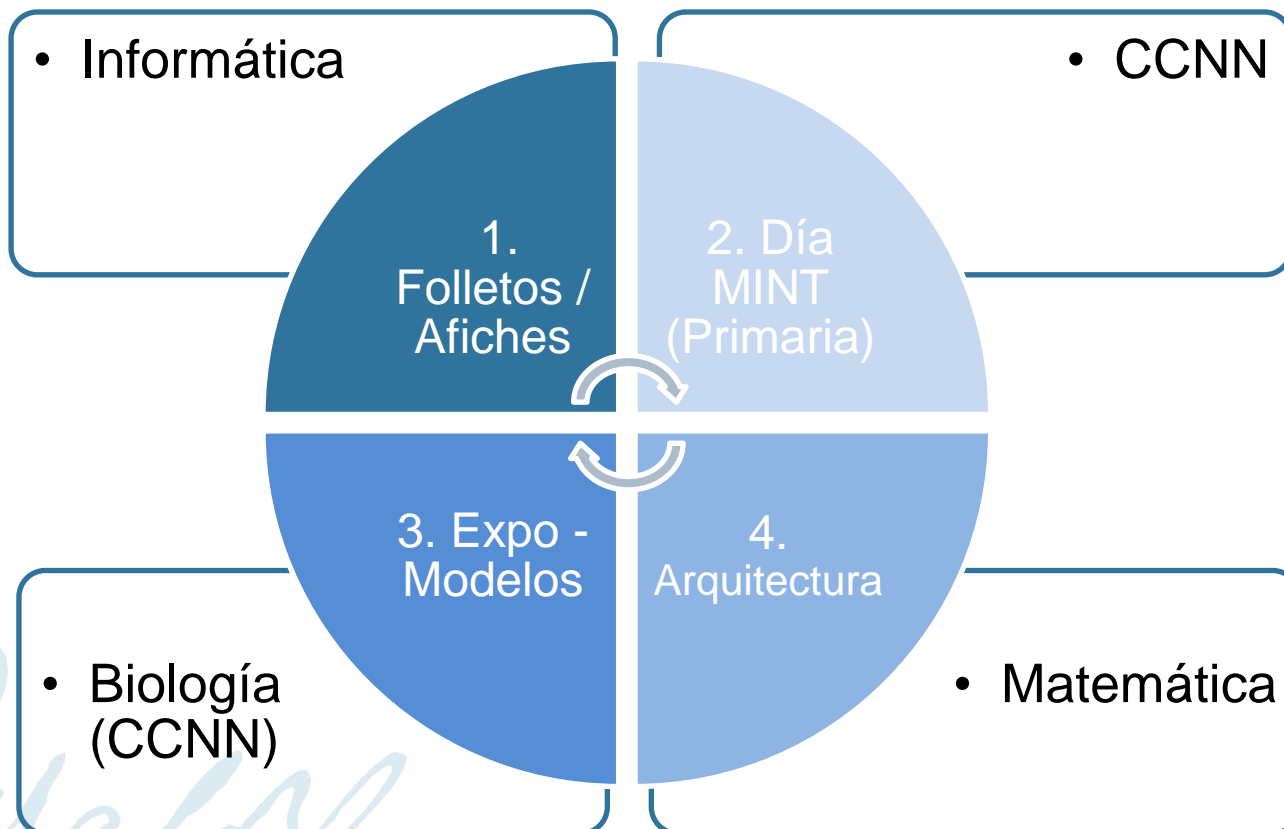 • Informática
• CCNN
1.
Folletos /
Afiches
2. Día
MINT
(Primaria)
3. Expo -
Modelos
4.
Arquitectura
• Biología
(CCNN)
• Matemática